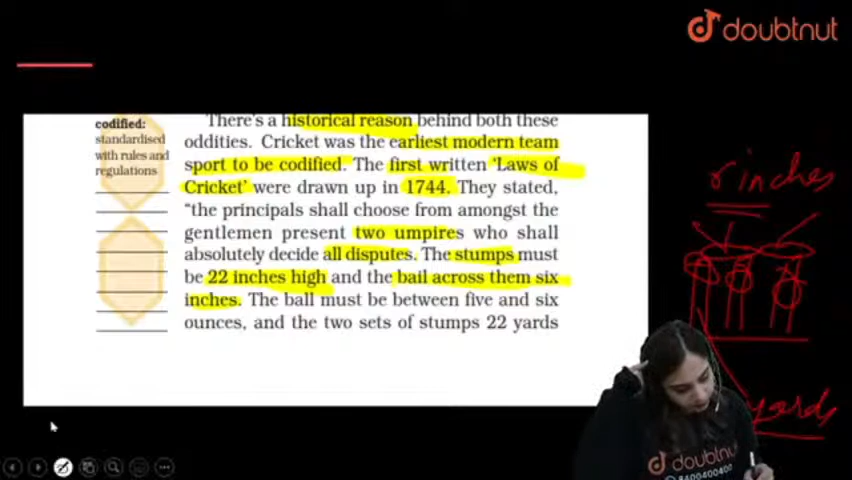 doubtnut
codified:
standardised
with rules and
regulations
There's a historical reason behind both these
oddities. Cricket was the earliest modern team
sport to be codified. The first written 'Laws of
Cricket' were drawn up in 1744. They stated,
"the principals shall choose from amongst the
gentlemen present two umpires who shall
absolutely decide all disputes. The stumps must
be 22 inches high and the bail across them six
inches. The ball must be between five and six
ounces, and the two sets of stumps 22 yards
inches
yards
doubtnut
8400400400